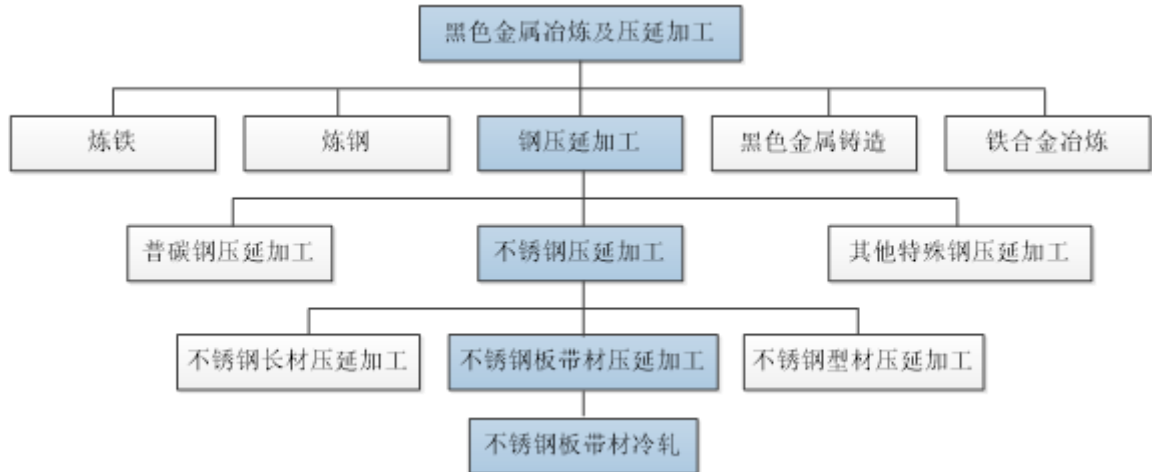 黑色金属冶炼及压延加工
炼铁
炼钢
钢压延加工
黑色金属铸造
铁合金冶炼
普碳钢压延加工
不锈钢压延加工
其他特殊钢压延加工
不锈钢长材压延加工
不锈钢板带材压延加工
不锈钢型材压延加工
不锈钢板带材冷轧